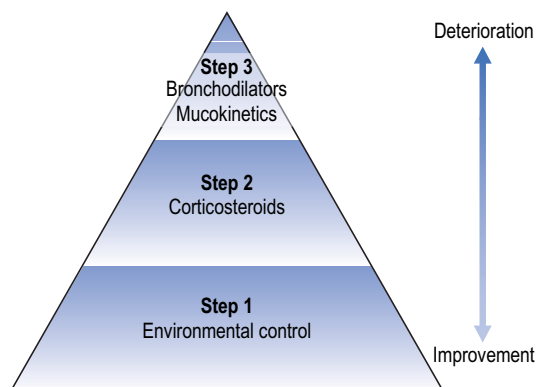 Deterioration
Step 3
Bronchodilators
Mucokinetics
Step 2
Corticosteroids
Step 1
Environmental control
Improvement